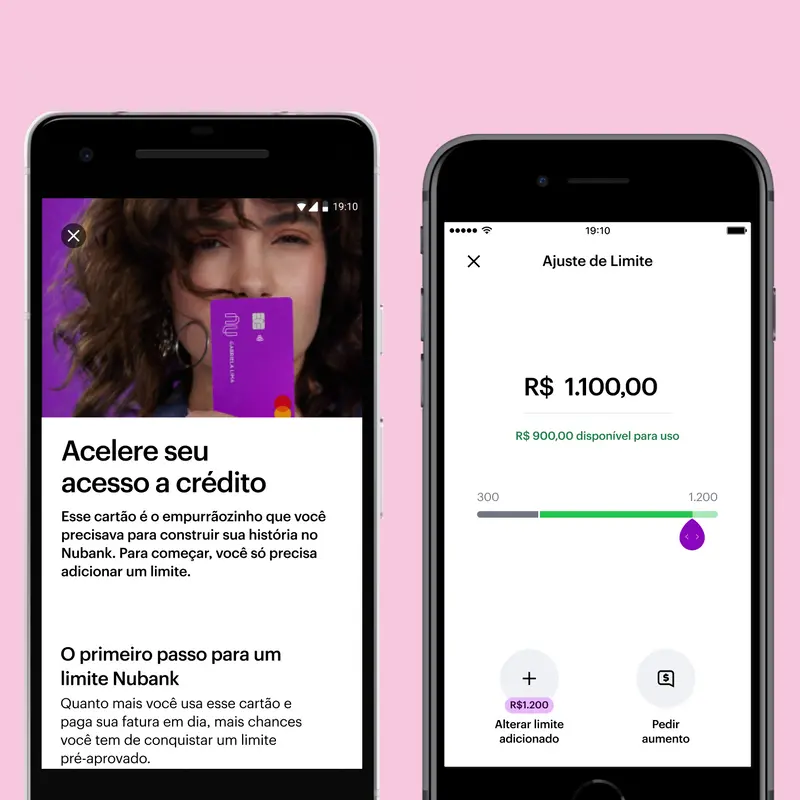 19:10
nu
GABRIELA LIMA
Acelere seu
acesso a crédito
Esse cartão é o empurrãozinho que você
precisava para construir sua história no
Nubank. Para começar, você só precisa
adicionar um limite.
O primeiro passo para um
limite Nubank
Quanto mais você usa esse cartão e
paga sua fatura em dia, mais chances
você tem de conquistar um limite
pré-aprovado.
19:10
Ajuste de Limite
R$ 1.100,00
R$ 900,00 disponível para uso
300 1.200
R$1.200
Alterar limite
adicionado
Pedir
aumento